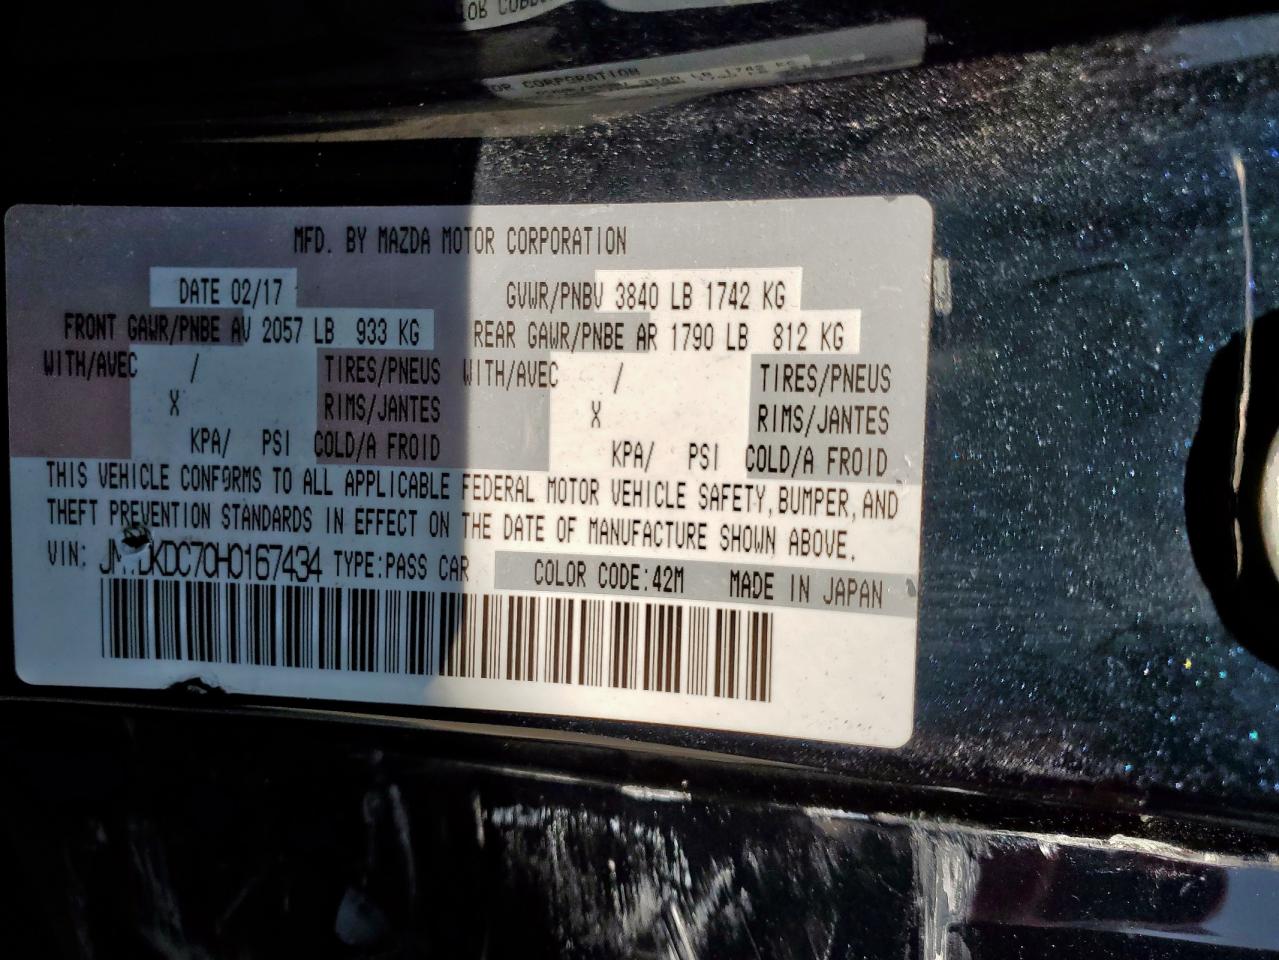 OR CORPORATION
MFD. BY MAZDA MOTOR CORPORATION
DATE 02/17 GVWR/PNBV 3840 LB 1742 KG
FRONT GAWR/PNBE AV 2057 LB 933 KG REAR GAWR/PNBE AR 1790 LB 812 KG
WITH/AVEC / TIRES/PNEUS WITH/AVEC / TIRES/PNEUS
X RIMS/JANTES X RIMS/JANTES
KPA/ PSI COLD/A FROID KPA/ PSI COLD/A FROID
THIS VEHICLE CONFORMS TO ALL APPLICABLE FEDERAL MOTOR VEHICLE SAFETY, BUMPER, AND
THEFT PREVENTION STANDARDS IN EFFECT ON THE DATE OF MANUFACTURE SHOWN ABOVE.
VIN: TYPE:PASS CAR COLOR CODE:42M MADE IN JAPAN